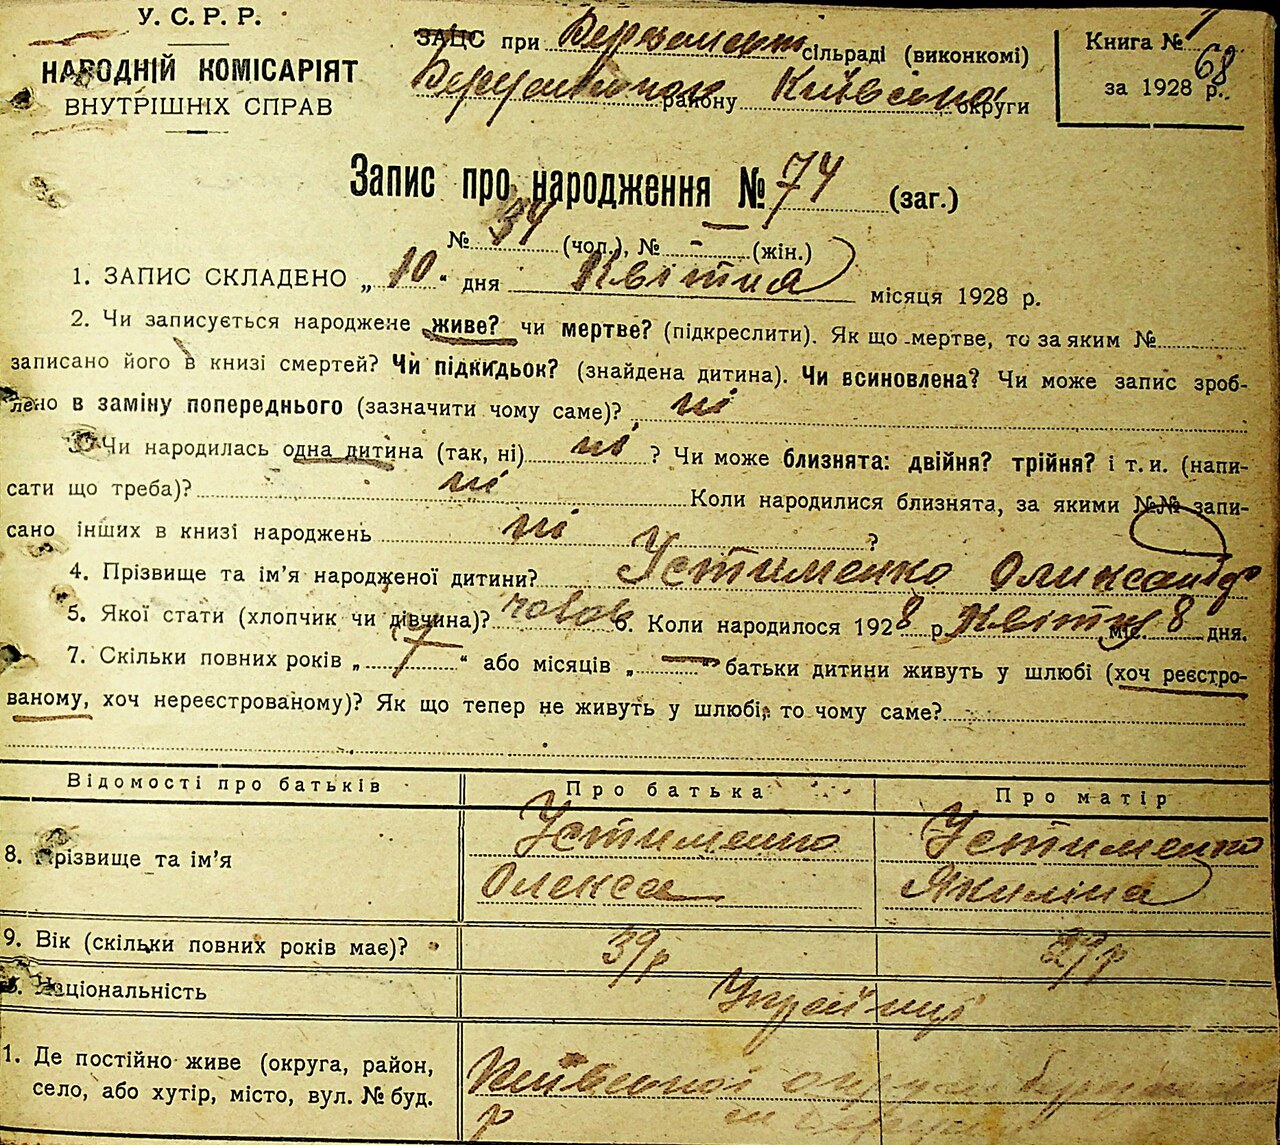 У. С. Р. Р.
НАРОДНІЙ КОМІСАРІЯТ
ВНУТРІШНІХ СПРАВ
ЗАЦС при сільраді (виконкомі)
району Київська округи
Книга № 1
68
за 1928 р.
Запис про народження № 74 (заг.)
№ 34 (чол.), № - (жін.)
1. ЗАПИС СКЛАДЕНО „ 10 " дня Квітня місяця 1928 р.
2. Чи записується народжене живе? чи мертве? (підкреслити). Як що мертве, то за яким №
записано його в книзі смертей? Чи підкидьок? (знайдена дитина). Чи всиновлена? Чи може запис зроб-
лено в заміну попереднього (зазначити чому саме)? ні
3. Чи народилась одна дитина (так, ні) ні ? Чи може близнята: двійня? трійня? і т. и. (напи-
сати що треба)? ні Коли народилися близнята, за якими №№ запи-
сано інших в книзі народжень ні ?
4. Прізвище та ім'я народженої дитини? Устименко Олександр
5. Якої стати (хлопчик чи дівчина)? 6. Коли народилося 1928 р. Квітня міс. 8 дня.
7. Скільки повних років „ 7 " або місяців „ — " батьки дитини живуть у шлюбі (хоч реєстро-
ваному, хоч нереєстрованому)? Як що тепер не живуть у шлюбі, то чому саме?
Відомості про батьків Про батька Про матір
8. Прізвище та ім'я Устименко Олекса Устименко Якилина
9. Вік (скільки повних років має)? 39 р 27 р
Національність Українці
1. Де постійно живе (округа, район, Київської округи
село, або хутір, місто, вул. № буд. р